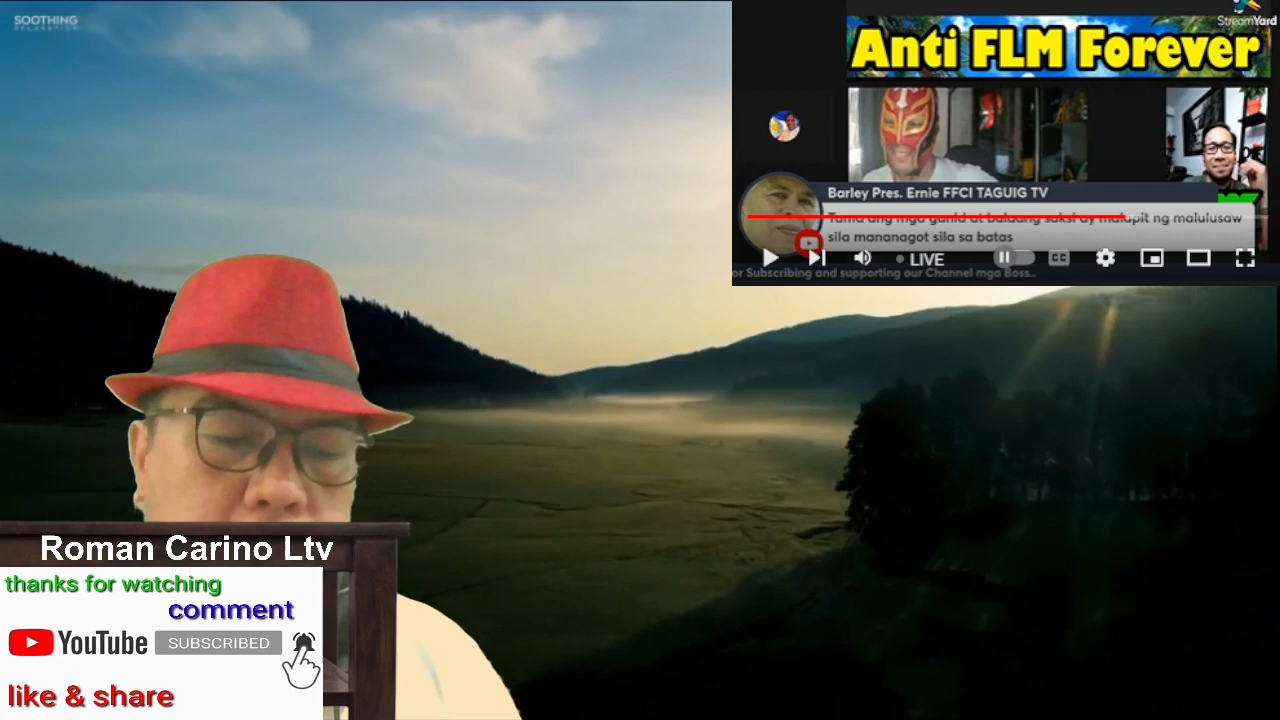 SOOTHING
RELAXATION
StreamYard
Anti FLM Forever
Barley Pres. Ernie FFCI TAGUIG TV
Tama ang mga ganid at bulaang saksi ay malapit ng malulusaw
sila mananagot sila sa batas
LIVE
CC
or Subscribing and supporting our Channel mga Boss..
Roman Carino Ltv
thanks for watching
comment
YouTube SUBSCRIBED
like & share